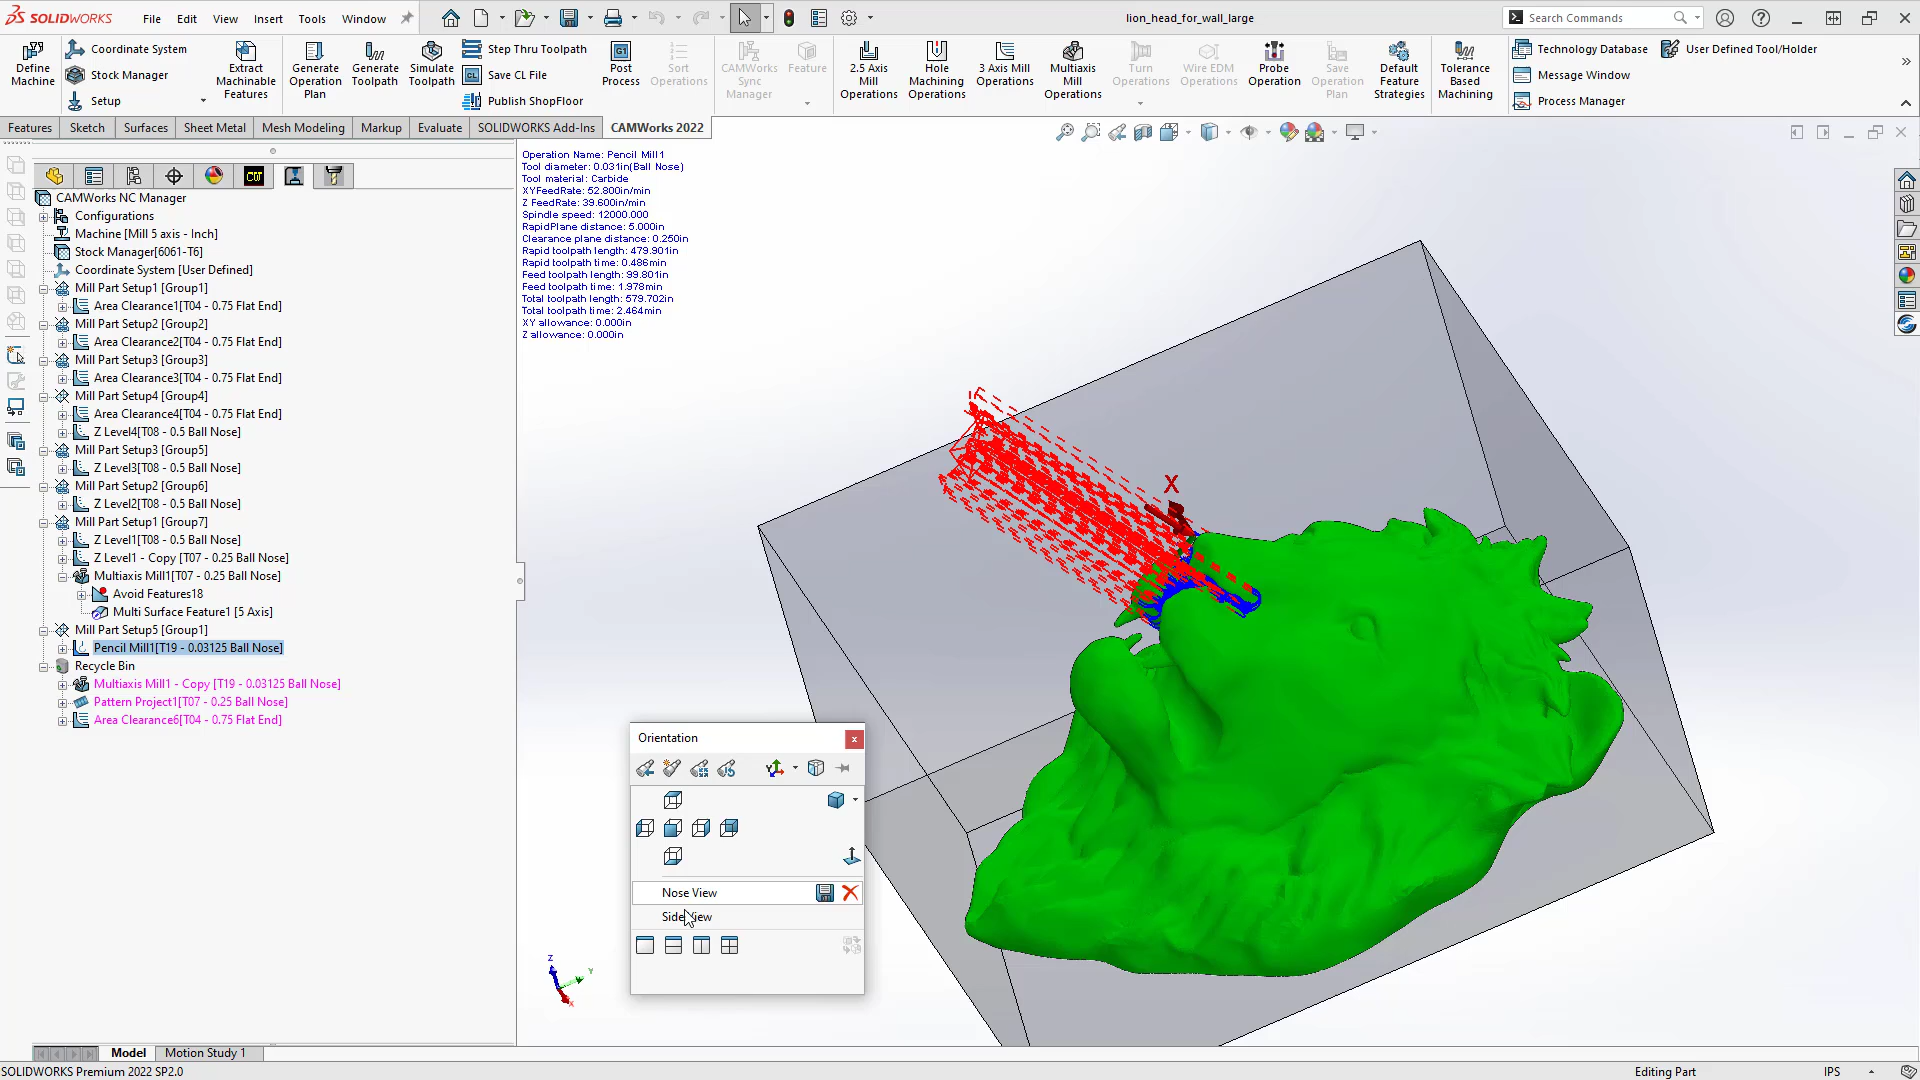 SOLIDWORKS File Edit View Insert Tools Window lion_head_for_wall_large Search Commands
Define Machine
Coordinate System
Stock Manager
Setup
Extract Machinable Features
Generate Operation Plan
Generate Toolpath
Simulate Toolpath
Step Thru Toolpath
Save CL File
Publish ShopFloor
G1
CL
Post Process
Sort Operations
CAMWorks Sync Manager
Feature
2.5 Axis Mill Operations
Hole Machining Operations
3 Axis Mill Operations
Multiaxis Mill Operations
Turn Operations
Wire EDM Operations
Probe Operation
Save Operation Plan
Default Feature Strategies
Tolerance Based Machining
Technology Database
User Defined Tool/Holder
Message Window
Process Manager
Features Sketch Surfaces Sheet Metal Mesh Modeling Markup Evaluate SOLIDWORKS Add-Ins CAMWorks 2022
CW
CAMWorks NC Manager
Configurations
Machine [Mill 5 axis - Inch]
Stock Manager[6061-T6]
Coordinate System [User Defined]
Mill Part Setup1 [Group1]
Area Clearance1[T04 - 0.75 Flat End]
Mill Part Setup2 [Group2]
Area Clearance2[T04 - 0.75 Flat End]
Mill Part Setup3 [Group3]
Area Clearance3[T04 - 0.75 Flat End]
Mill Part Setup4 [Group4]
Area Clearance4[T04 - 0.75 Flat End]
Z Level4[T08 - 0.5 Ball Nose]
Mill Part Setup3 [Group5]
Z Level3[T08 - 0.5 Ball Nose]
Mill Part Setup2 [Group6]
Z Level2[T08 - 0.5 Ball Nose]
Mill Part Setup1 [Group7]
Z Level1[T08 - 0.5 Ball Nose]
Z Level1 - Copy [T07 - 0.25 Ball Nose]
Multiaxis Mill1[T07 - 0.25 Ball Nose]
Avoid Features18
Multi Surface Feature1 [5 Axis]
Mill Part Setup5 [Group1]
Pencil Mill1[T19 - 0.03125 Ball Nose]
Recycle Bin
Multiaxis Mill1 - Copy [T19 - 0.03125 Ball Nose]
Pattern Project1[T07 - 0.25 Ball Nose]
Area Clearance6[T04 - 0.75 Flat End]
Operation Name: Pencil Mill1
Tool diameter: 0.031in(Ball Nose)
Tool material: Carbide
XYFeedRate: 52.800in/min
Z FeedRate: 39.600in/min
Spindle speed: 12000.000
RapidPlane distance: 5.000in
Clearance plane distance: 0.250in
Rapid toolpath length: 479.901in
Rapid toolpath time: 0.486min
Feed toolpath length: 99.801in
Feed toolpath time: 1.978min
Total toolpath length: 579.702in
Total toolpath time: 2.464min
XY allowance: 0.000in
Z allowance: 0.000in
X
Orientation
Nose View
Side View
Z
Y
X
Model Motion Study 1
SOLIDWORKS Premium 2022 SP2.0 Editing Part IPS